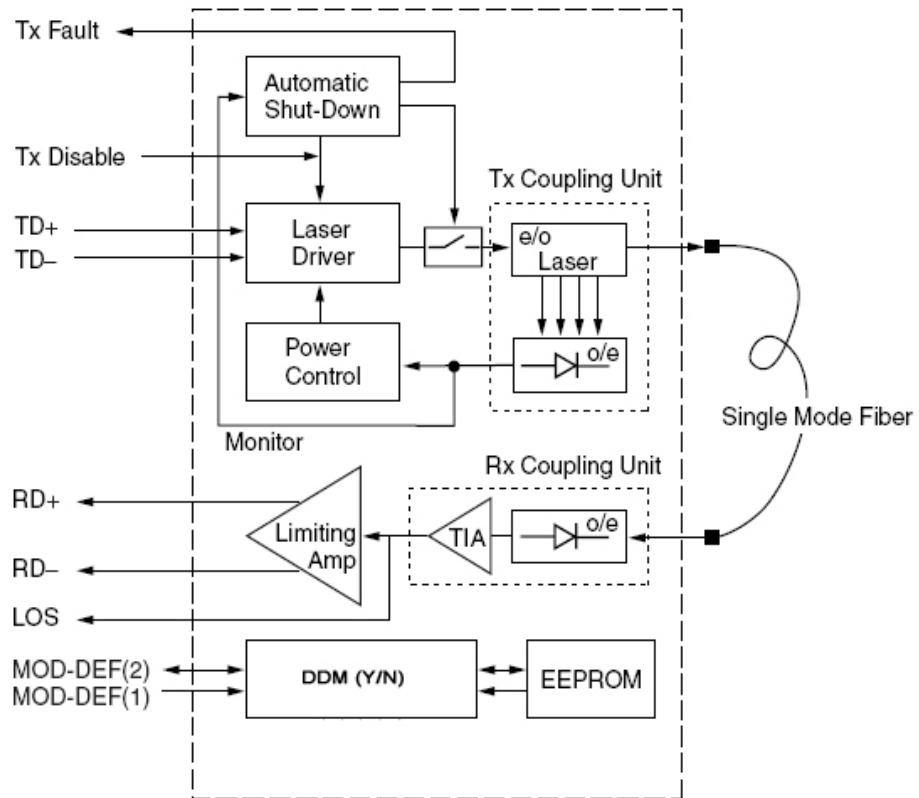 Tx Fault
Automatic
Shut-Down
Tx Disable
Tx Coupling Unit
TD+
TD–
Laser
Driver
e/o
Laser
Power
Control
o/e
Single Mode Fiber
Monitor
Rx Coupling Unit
RD+
RD–
Limiting
Amp
TIA
o/e
LOS
MOD-DEF(2)
MOD-DEF(1)
DDM (Y/N)
EEPROM